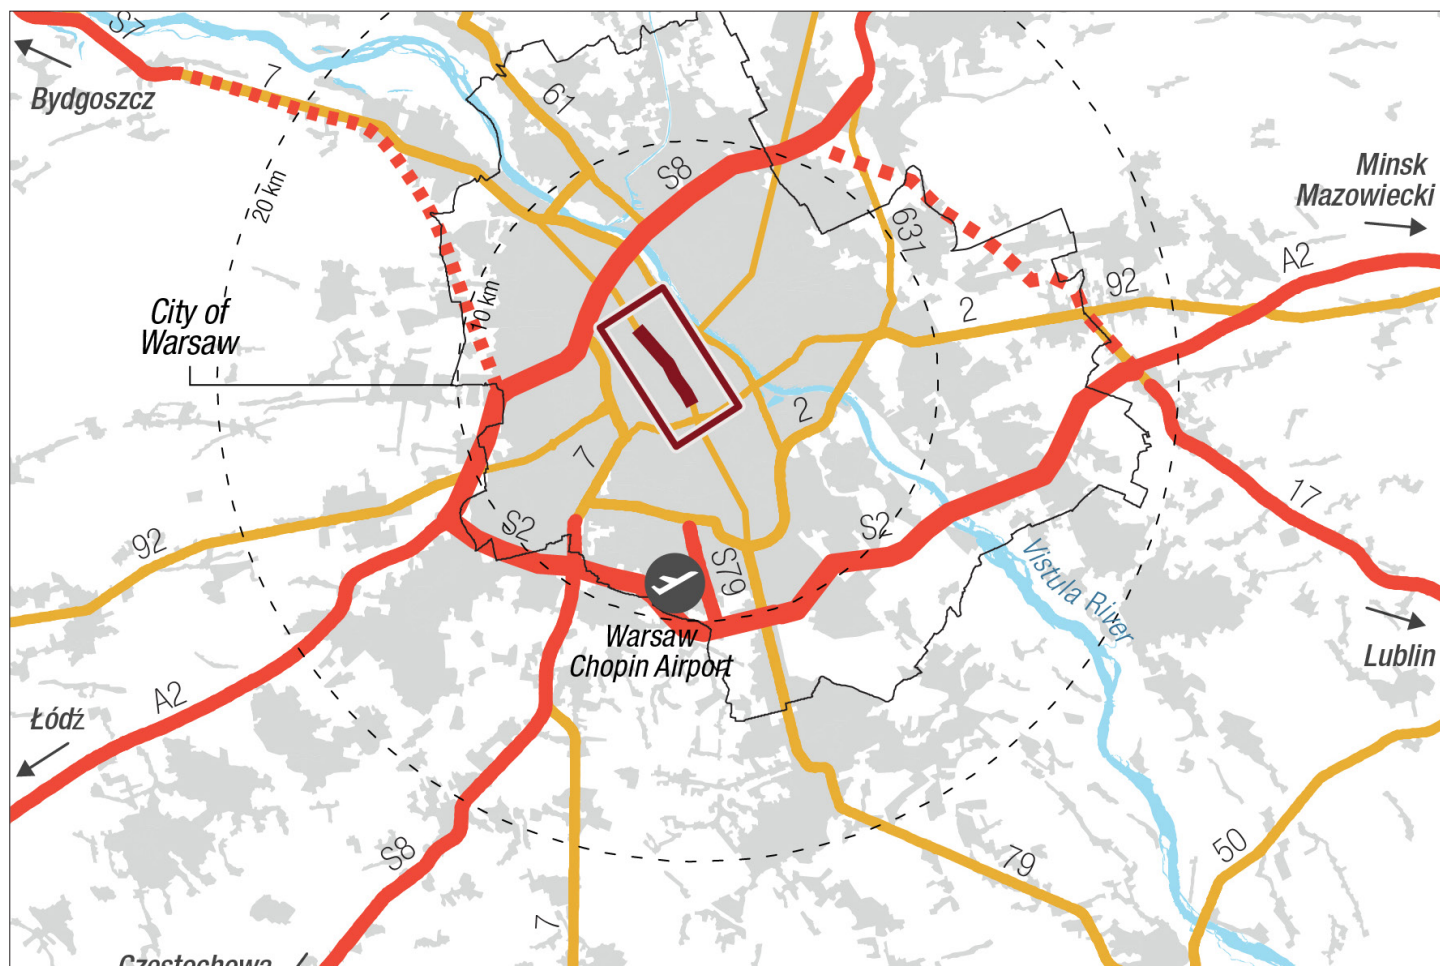 S7
7
Bydgoszcz
61
20 km
S8
Minsk
Mazowiecki
631
A2
92
2
10 km
City of
Warsaw
2
7
17
92
S2
S2
S79
Vistula River
Warsaw
Chopin Airport
Lublin
A2
Łódź
S8
79
50
7
Częstochowa